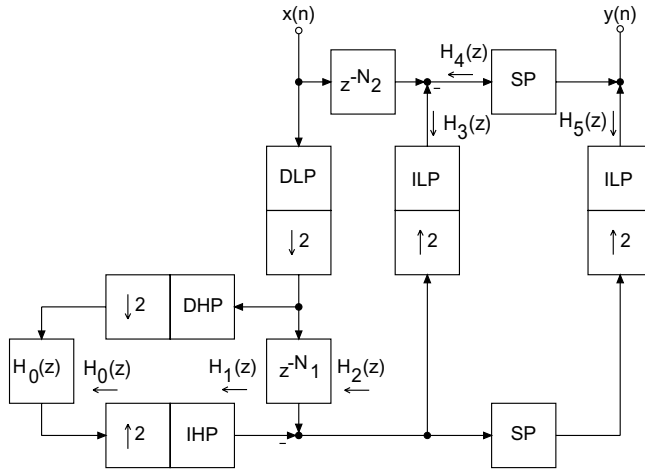 x(n) y(n)
H4(z)
z-N2 - SP
H3(z) H5(z)
DLP ILP ILP
↓2 ↑2 ↑2
↓2 DHP
H0(z) H0(z) H1(z) z-N1 H2(z)
↑2 IHP - SP